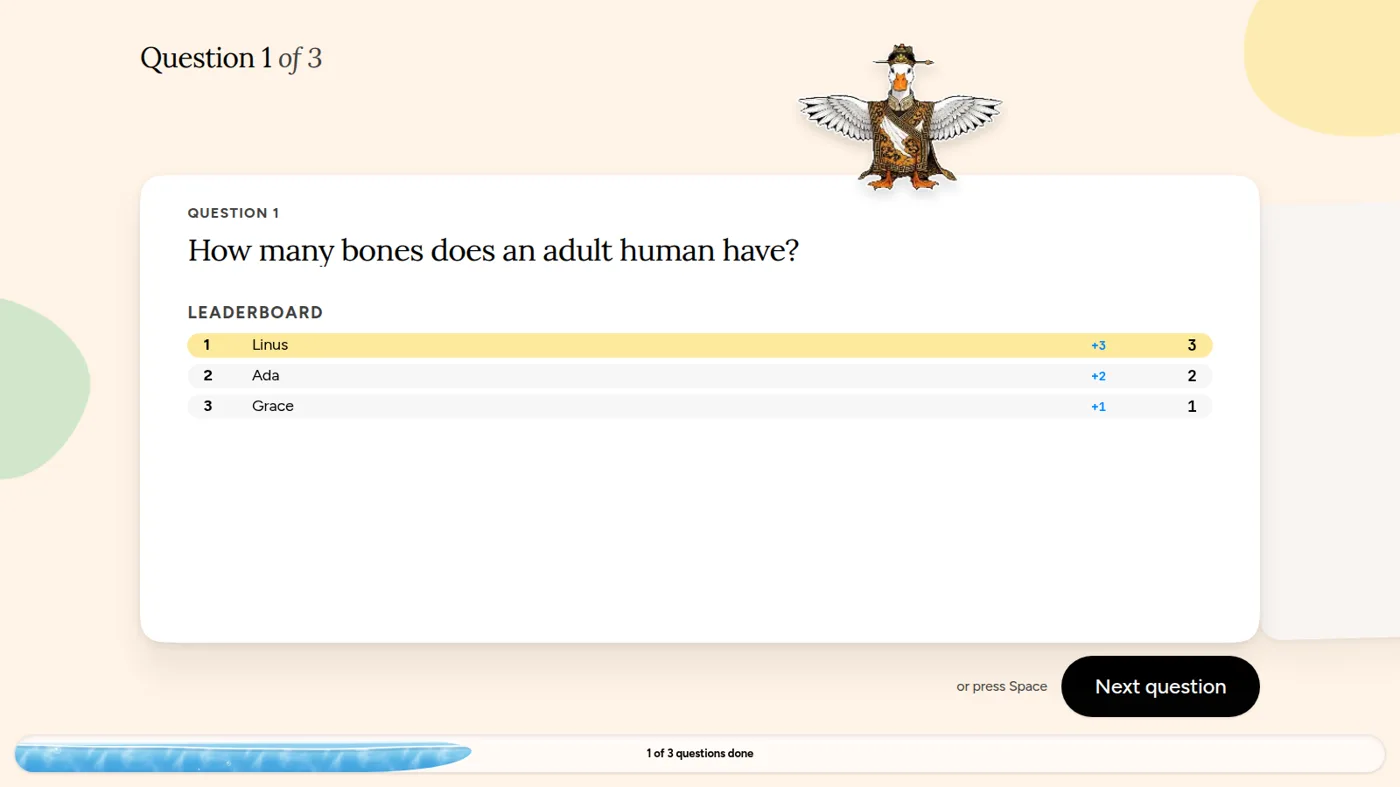 Question 1 of 3
QUESTION 1
How many bones does an adult human have?
LEADERBOARD
1 Linus +3 3
2 Ada +2 2
3 Grace +1 1
or press Space
Next question
1 of 3 questions done